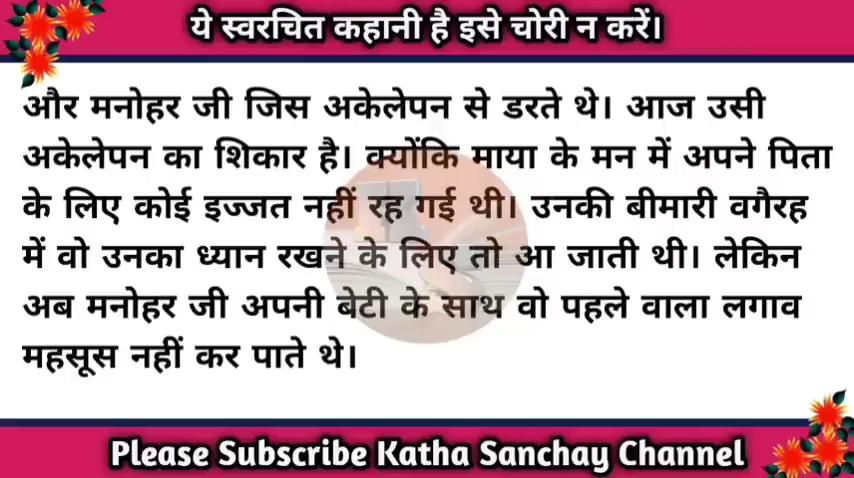 ये स्वरचित कहानी है इसे चोरी न करें।
और मनोहर जी जिस अकेलेपन से डरते थे। आज उसी
अकेलेपन का शिकार है। क्योंकि माया के मन में अपने पिता
के लिए कोई इज्जत नहीं रह गई थी। उनकी बीमारी वगैरह
में वो उनका ध्यान रखने के लिए तो आ जाती थी। लेकिन
अब मनोहर जी अपनी बेटी के साथ वो पहले वाला लगाव
महसूस नहीं कर पाते थे।
Please Subscribe Katha Sanchay Channel